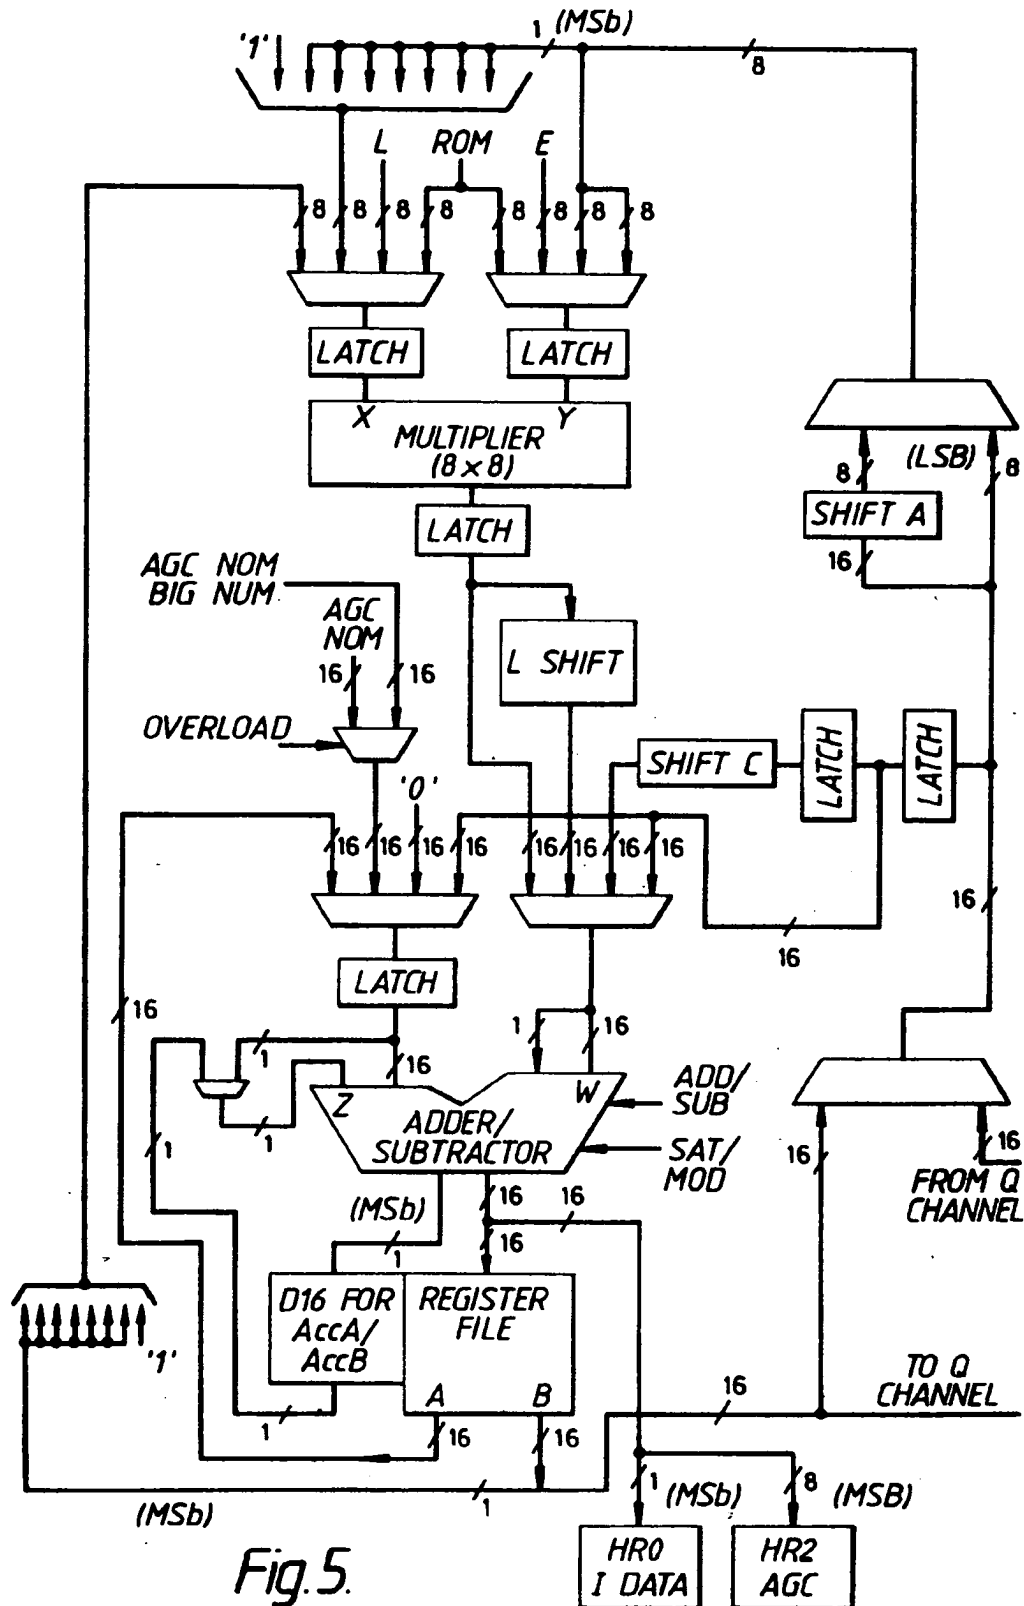 1 (MSb)
'1'
8
L ROM E
8 8 8 8 8 8 8 8
LATCH LATCH
X Y
MULTIPLIER
(8 x 8)
8 (LSB) 8
LATCH
SHIFT A
16
AGC NOM
BIG NUM
AGC
NOM
16 16
L SHIFT
OVERLOAD
SHIFT C
LATCH
LATCH
'0'
16 16 16 16 16 16 16 16
16
16
LATCH
16
1
16
1 16
Z W
ADD/
SUB
ADDER/
SUBTRACTOR
SAT/
MOD
1
1
16
16
FROM Q
CHANNEL
(MSb)
16 16
1
16
D16 FOR
AccA/
AccB
REGISTER
FILE
'1'
A B
TO Q
CHANNEL
16
1
16 16
(MSb)
1
1 (MSb)
8 (MSB)
HR0
I DATA
HR2
AGC
Fig. 5.